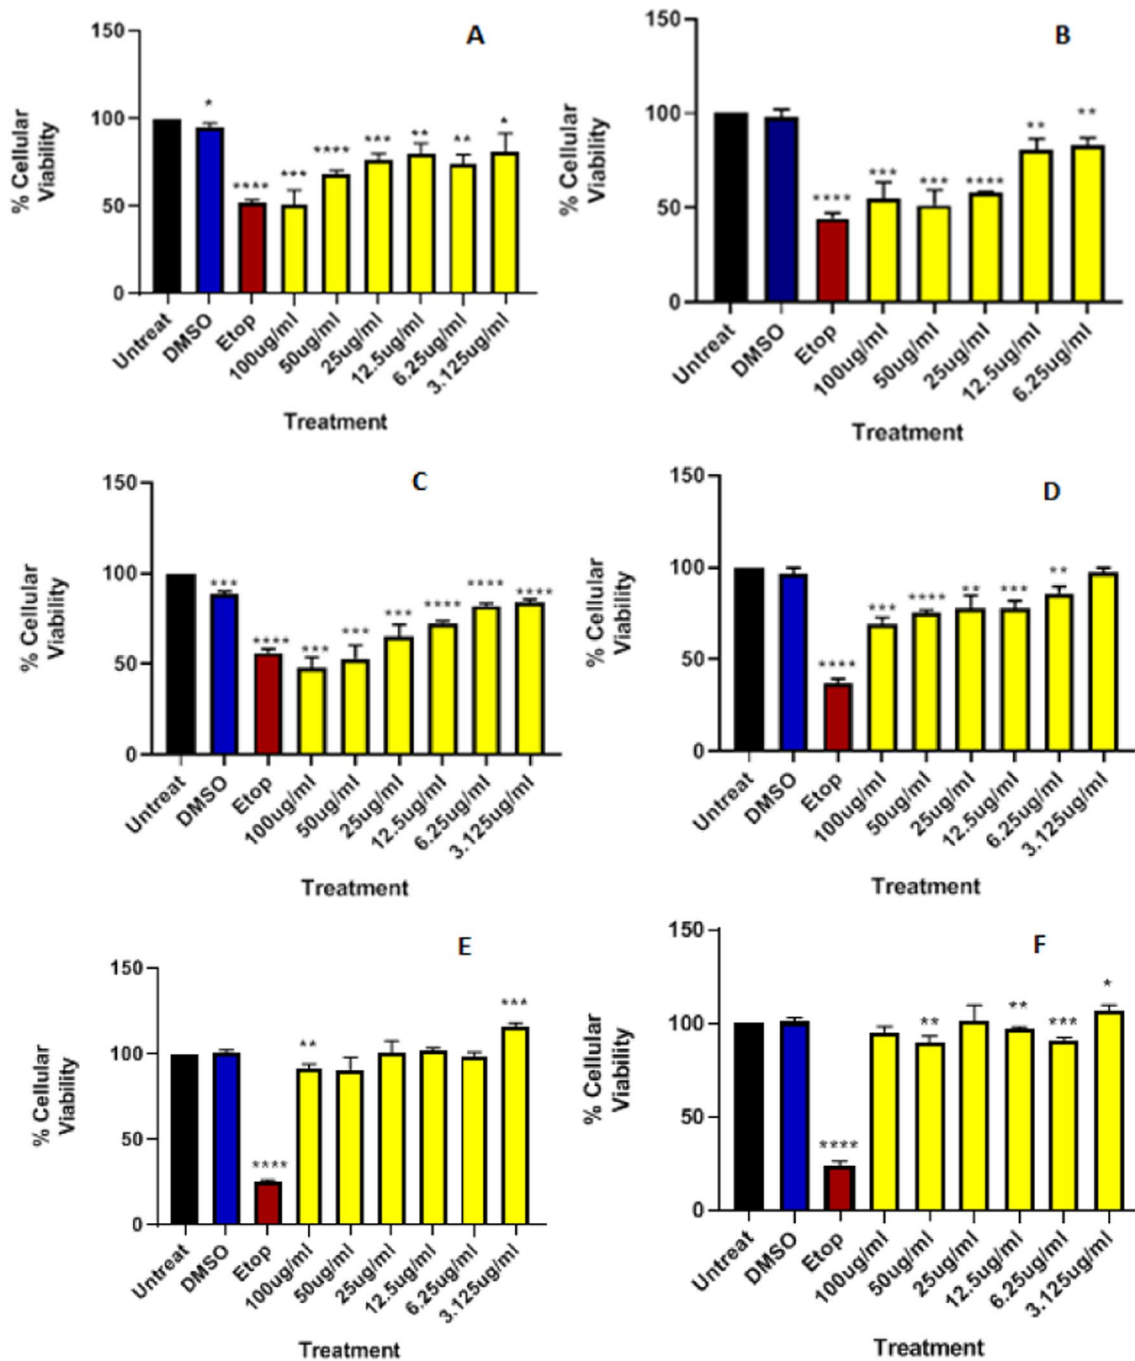 A
150
100
50
0
% Cellular
Viability
*
****
***
****
***
**
**
*
Untreat
DMSO
Etop
100ug/ml
50ug/ml
25ug/ml
12.5ug/ml
6.25ug/ml
3.125ug/ml
Treatment
B
150
100
50
0
% Cellular
Viability
****
***
***
****
**
**
Untreat
DMSO
Etop
100ug/ml
50ug/ml
25ug/ml
12.5ug/ml
6.25ug/ml
Treatment
C
150
100
50
0
% Cellular
Viability
***
****
***
***
***
****
****
****
Untreat
DMSO
Etop
100ug/ml
50ug/ml
25ug/ml
12.5ug/ml
6.25ug/ml
3.125ug/ml
Treatment
D
150
100
50
0
% Cellular
Viability
****
***
****
**
***
**
Untreat
DMSO
Etop
100ug/ml
50ug/ml
25ug/ml
12.5ug/ml
6.25ug/ml
3.125ug/ml
Treatment
E
150
100
50
0
% Cellular
Viability
****
**
***
Untreat
DMSO
Etop
100ug/ml
50ug/ml
25ug/ml
12.5ug/ml
6.25ug/ml
3.125ug/ml
Treatment
F
150
100
50
0
% Cellular
Viability
****
**
**
***
*
Untreat
DMSO
Etop
100ug/ml
50ug/ml
25ug/ml
12.5ug/ml
6.25ug/ml
3.125ug/ml
Treatment